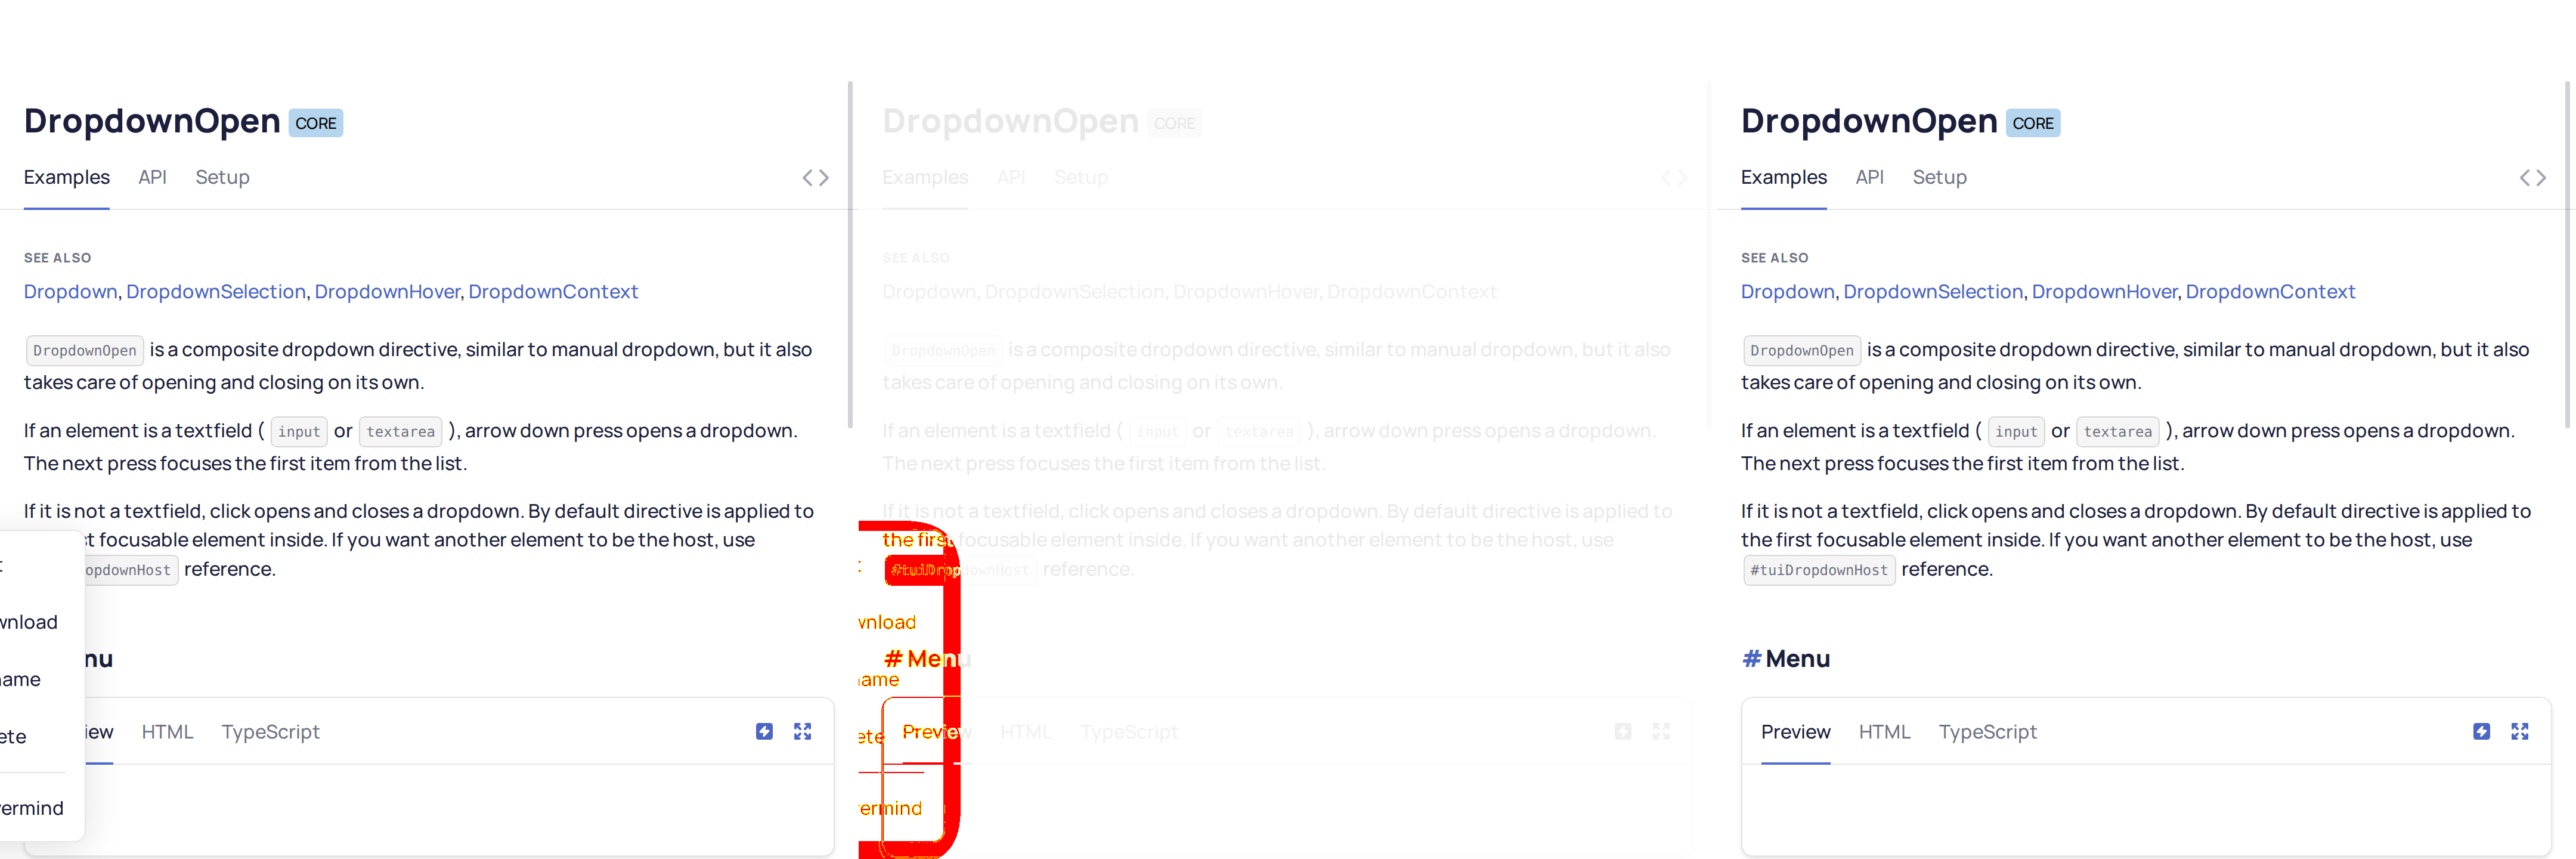 DropdownOpen CORE
Examples API Setup
SEE ALSO
Dropdown, DropdownSelection, DropdownHover, DropdownContext
DropdownOpen is a composite dropdown directive, similar to manual dropdown, but it also
takes care of opening and closing on its own.
If an element is a textfield ( input or textarea ), arrow down press opens a dropdown.
The next press focuses the first item from the list.
If it is not a textfield, click opens and closes a dropdown. By default directive is applied to
st focusable element inside. If you want another element to be the host, use
opdownHost reference.
wnload
nu
name
iew HTML TypeScript
ete
vermind
DropdownOpen CORE
Examples API Setup
SEE ALSO
Dropdown, DropdownSelection, DropdownHover, DropdownContext
DropdownOpen is a composite dropdown directive, similar to manual dropdown, but it also
takes care of opening and closing on its own.
If an element is a textfield ( input or textarea ), arrow down press opens a dropdown.
The next press focuses the first item from the list.
If it is not a textfield, click opens and closes a dropdown. By default directive is applied to
the first focusable element inside. If you want another element to be the host, use
#tuiDropdownHost reference.
wnload
# Menu
name
Preview HTML TypeScript
ete
vermind
DropdownOpen CORE
Examples API Setup
SEE ALSO
Dropdown, DropdownSelection, DropdownHover, DropdownContext
DropdownOpen is a composite dropdown directive, similar to manual dropdown, but it also
takes care of opening and closing on its own.
If an element is a textfield ( input or textarea ), arrow down press opens a dropdown.
The next press focuses the first item from the list.
If it is not a textfield, click opens and closes a dropdown. By default directive is applied to
the first focusable element inside. If you want another element to be the host, use
#tuiDropdownHost reference.
# Menu
Preview HTML TypeScript